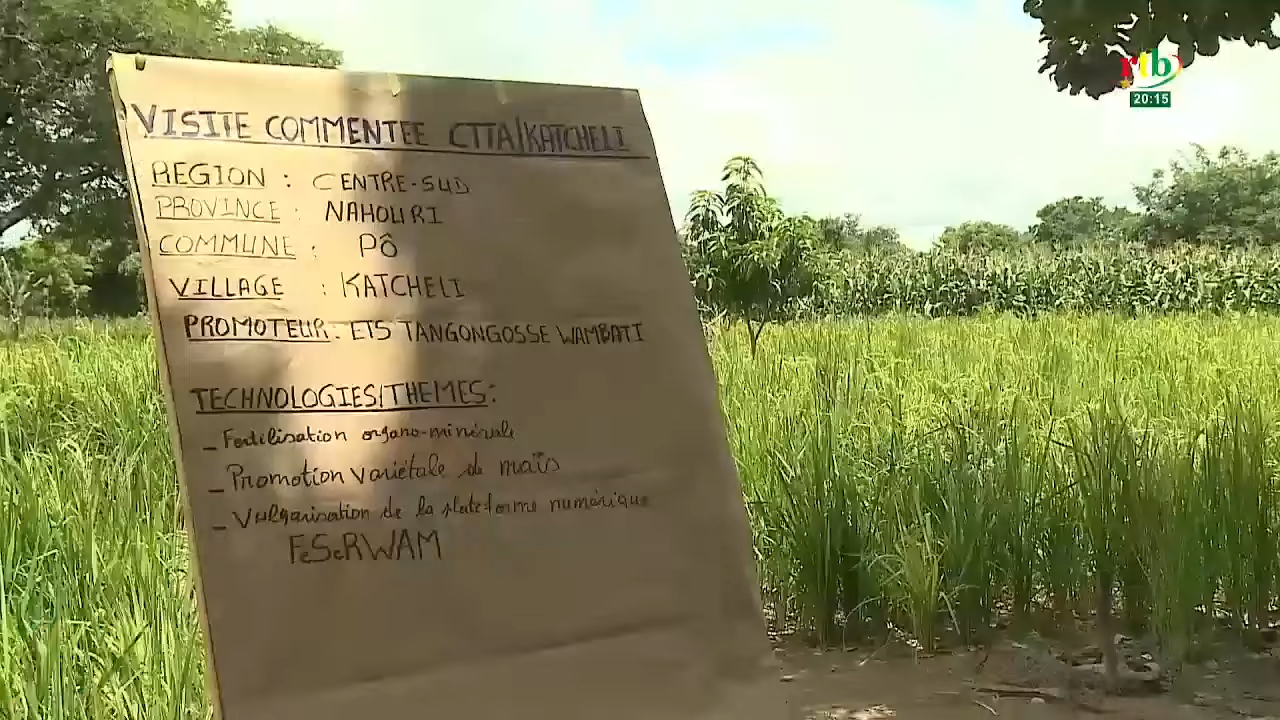 rtb
20:15
VISITE COMMENTEE CTTA/KATCHELI
REGION : CENTRE-SUD
PROVINCE : NAHOURI
COMMUNE : PÔ
VILLAGE : KATCHELI
PROMOTEUR : ETS TANGONGOSSE WAMBATI
TECHNOLOGIES/THEMES :
_ Fertilisation organo-minérale
_ Promotion variétale de maïs
_ Vulgarisation de la plateforme numérique
FeSeRWAM